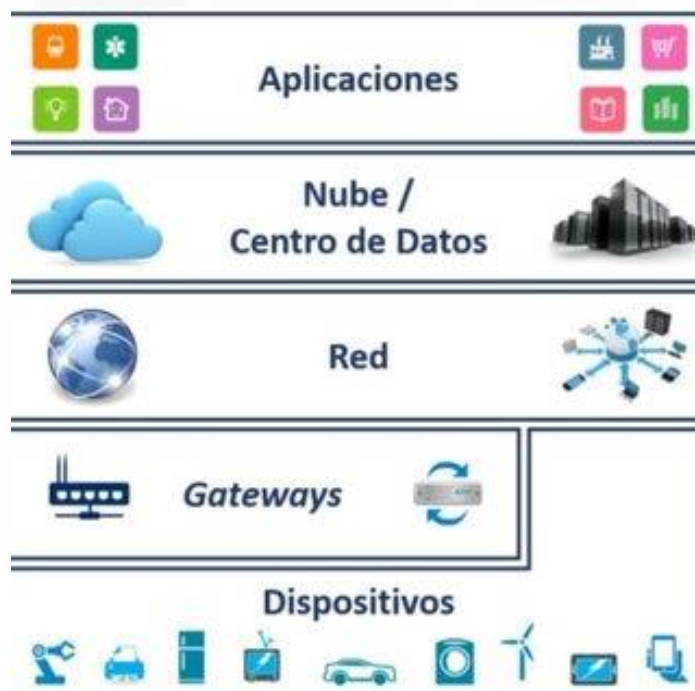 Aplicaciones
Nube /
Centro de Datos
Red
Gateways
Dispositivos